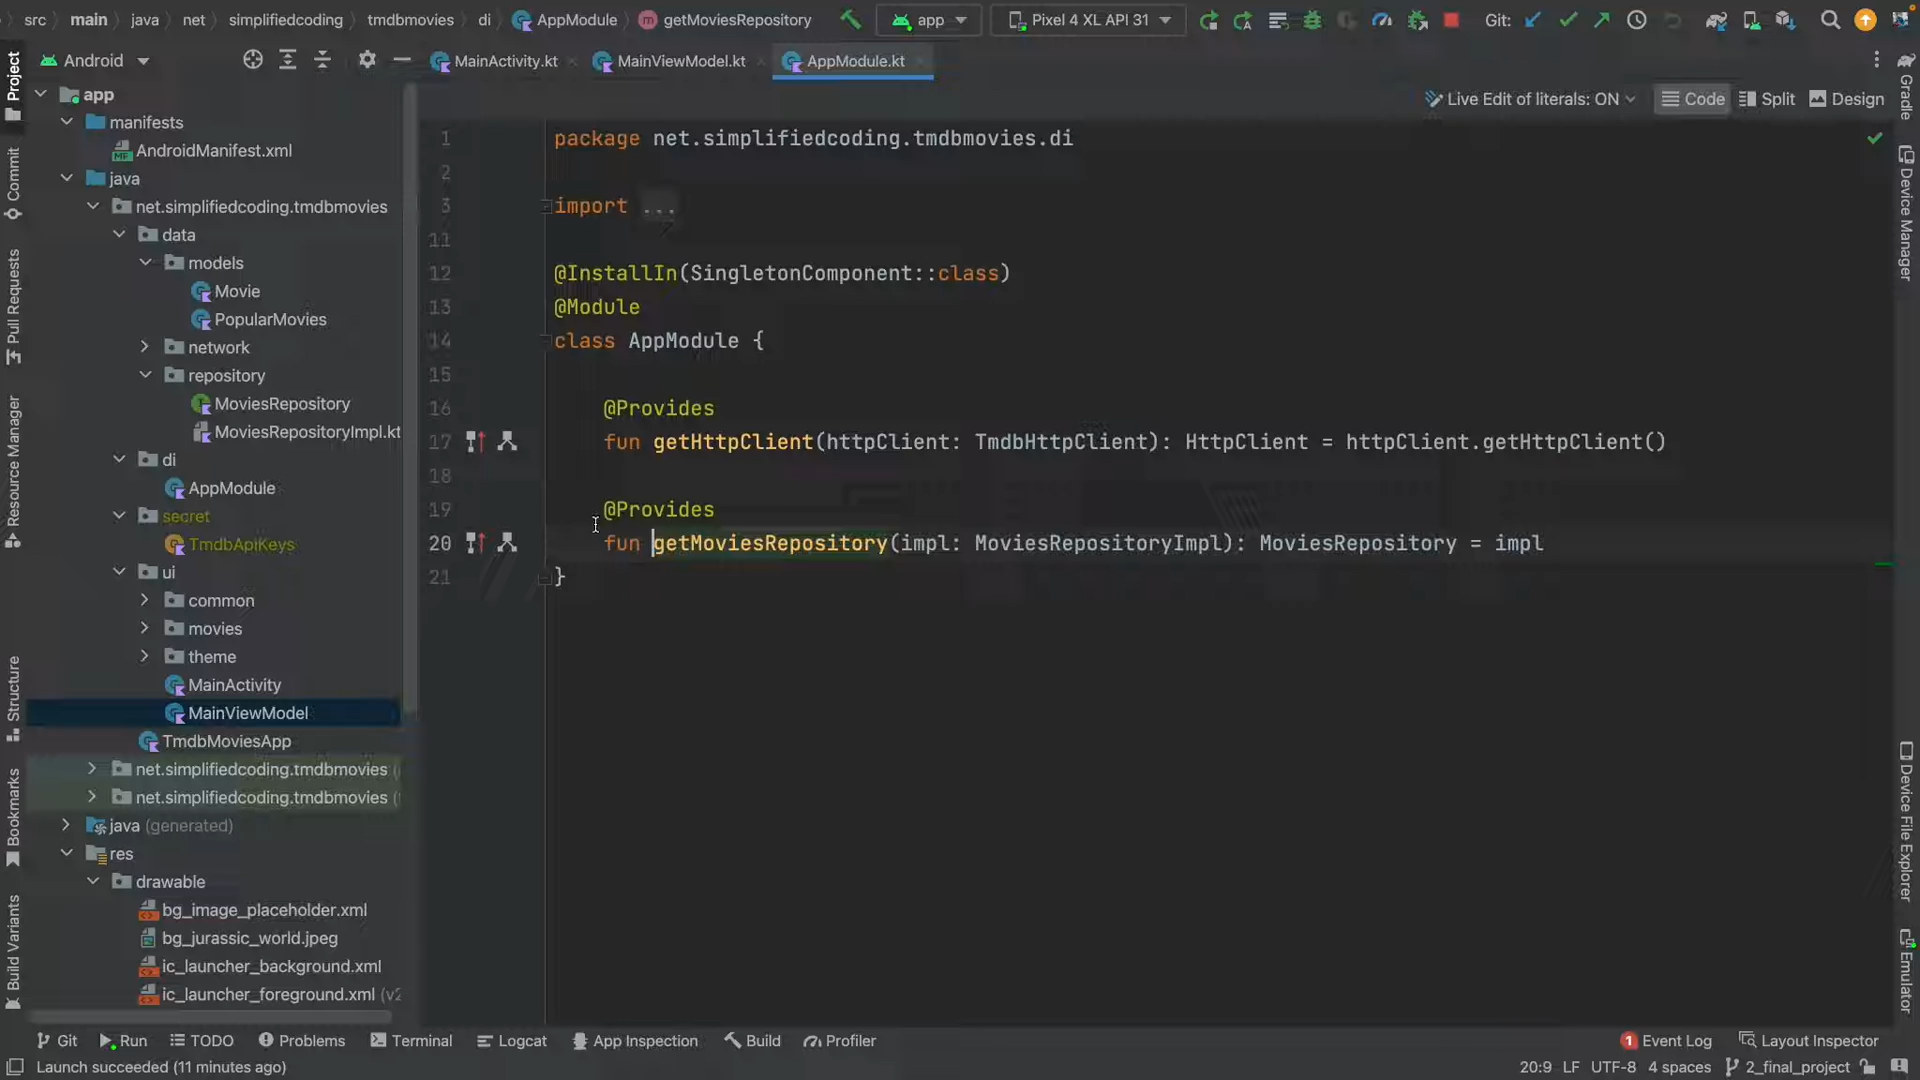 src
main
java
net
simplifiedcoding
tmdbmovies
di
AppModule
getMoviesRepository
app
Pixel 4 XL API 31
Git:
Android
MainActivity.kt
MainViewModel.kt
AppModule.kt
Live Edit of literals: ON
Code
Split
Design
Project
Commit
Pull Requests
Resource Manager
Structure
Bookmarks
Build Variants
app
manifests
AndroidManifest.xml
java
net.simplifiedcoding.tmdbmovies
data
models
Movie
PopularMovies
network
repository
MoviesRepository
MoviesRepositoryImpl.kt
di
AppModule
secret
TmdbApiKeys
ui
common
movies
theme
MainActivity
MainViewModel
TmdbMoviesApp
net.simplifiedcoding.tmdbmovies (
net.simplifiedcoding.tmdbmovies (
java (generated)
res
drawable
bg_image_placeholder.xml
bg_jurassic_world.jpeg
ic_launcher_background.xml
ic_launcher_foreground.xml (v2
1 package net.simplifiedcoding.tmdbmovies.di
2
3 import ...
11
12 @InstallIn(SingletonComponent::class)
13 @Module
14 class AppModule {
15
16 @Provides
17 fun getHttpClient(httpClient: TmdbHttpClient): HttpClient = httpClient.getHttpClient()
18
19 @Provides
20 fun getMoviesRepository(impl: MoviesRepositoryImpl): MoviesRepository = impl
21 }
Gradle
Device Manager
Device File Explorer
Emulator
Git
Run
TODO
Problems
Terminal
Logcat
App Inspection
Build
Profiler
1 Event Log
Layout Inspector
Launch succeeded (11 minutes ago)
20:9 LF UTF-8 4 spaces 2_final_project